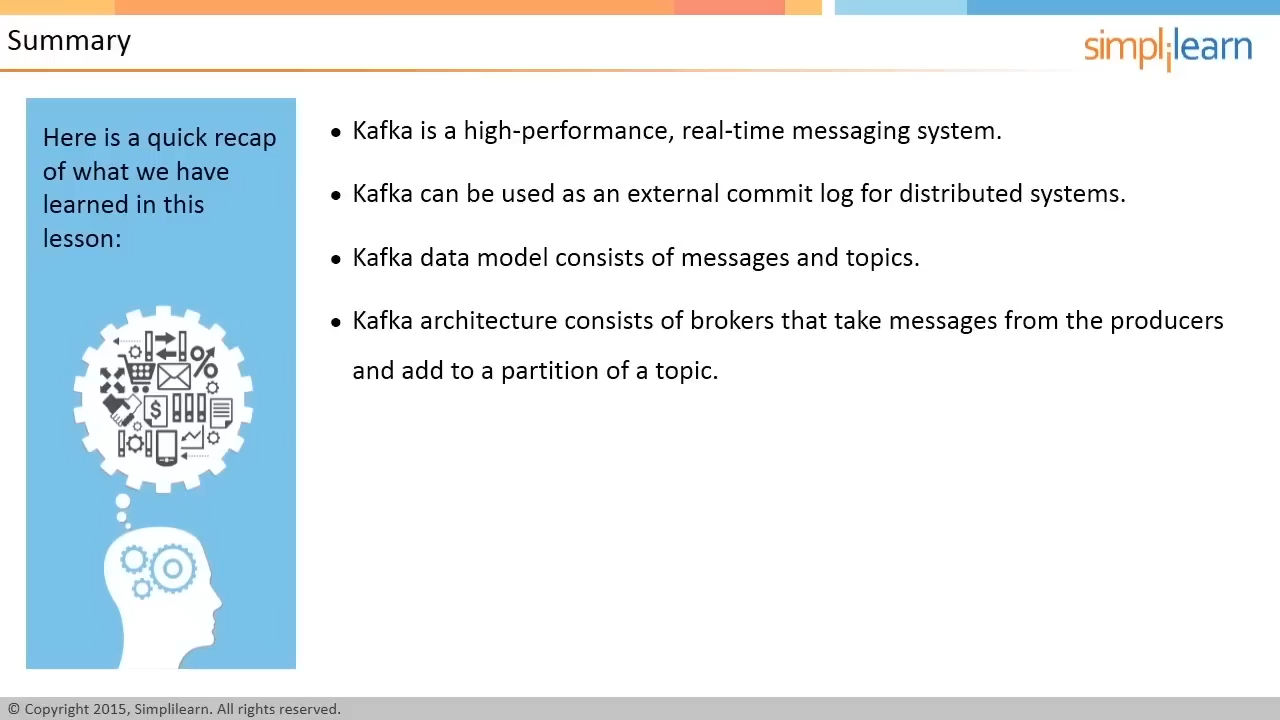 Summary
simplilearn
Here is a quick recap
of what we have
learned in this
lesson:
• Kafka is a high-performance, real-time messaging system.
• Kafka can be used as an external commit log for distributed systems.
• Kafka data model consists of messages and topics.
• Kafka architecture consists of brokers that take messages from the producers
and add to a partition of a topic.
© Copyright 2015, Simplilearn. All rights reserved.